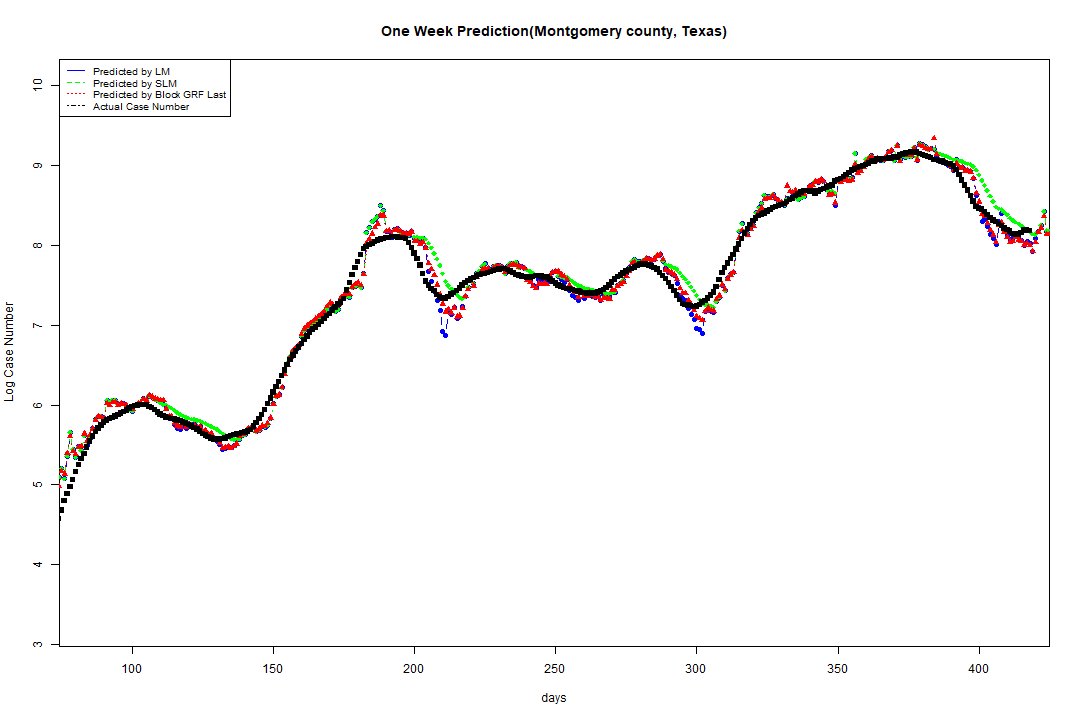 One Week Prediction(Montgomery county, Texas)
Predicted by LM
Predicted by SLM
Predicted by Block GRF Last
Actual Case Number
10
9
8
7
6
5
4
3
Log Case Number
100
150
200
250
300
350
400
days